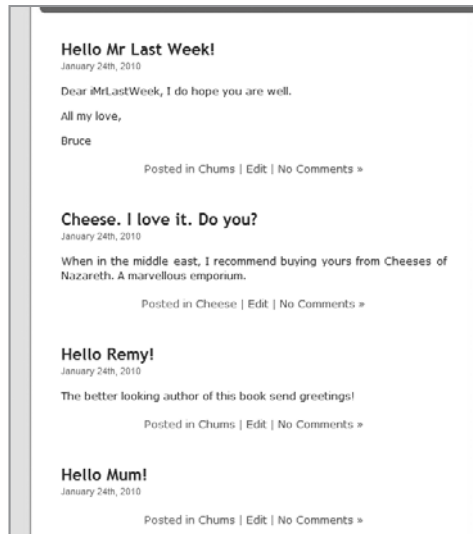 Hello Mr Last Week!
January 24th, 2010
Dear iMrLastWeek, I do hope you are well.
All my love,
Bruce
Posted in Chums | Edit | No Comments »
Cheese. I love it. Do you?
January 24th, 2010
When in the middle east, I recommend buying yours from Cheeses of
Nazareth. A marvellous emporium.
Posted in Cheese | Edit | No Comments »
Hello Remy!
January 24th, 2010
The better looking author of this book send greetings!
Posted in Chums | Edit | No Comments »
Hello Mum!
January 24th, 2010
Posted in Chums | Edit | No Comments »